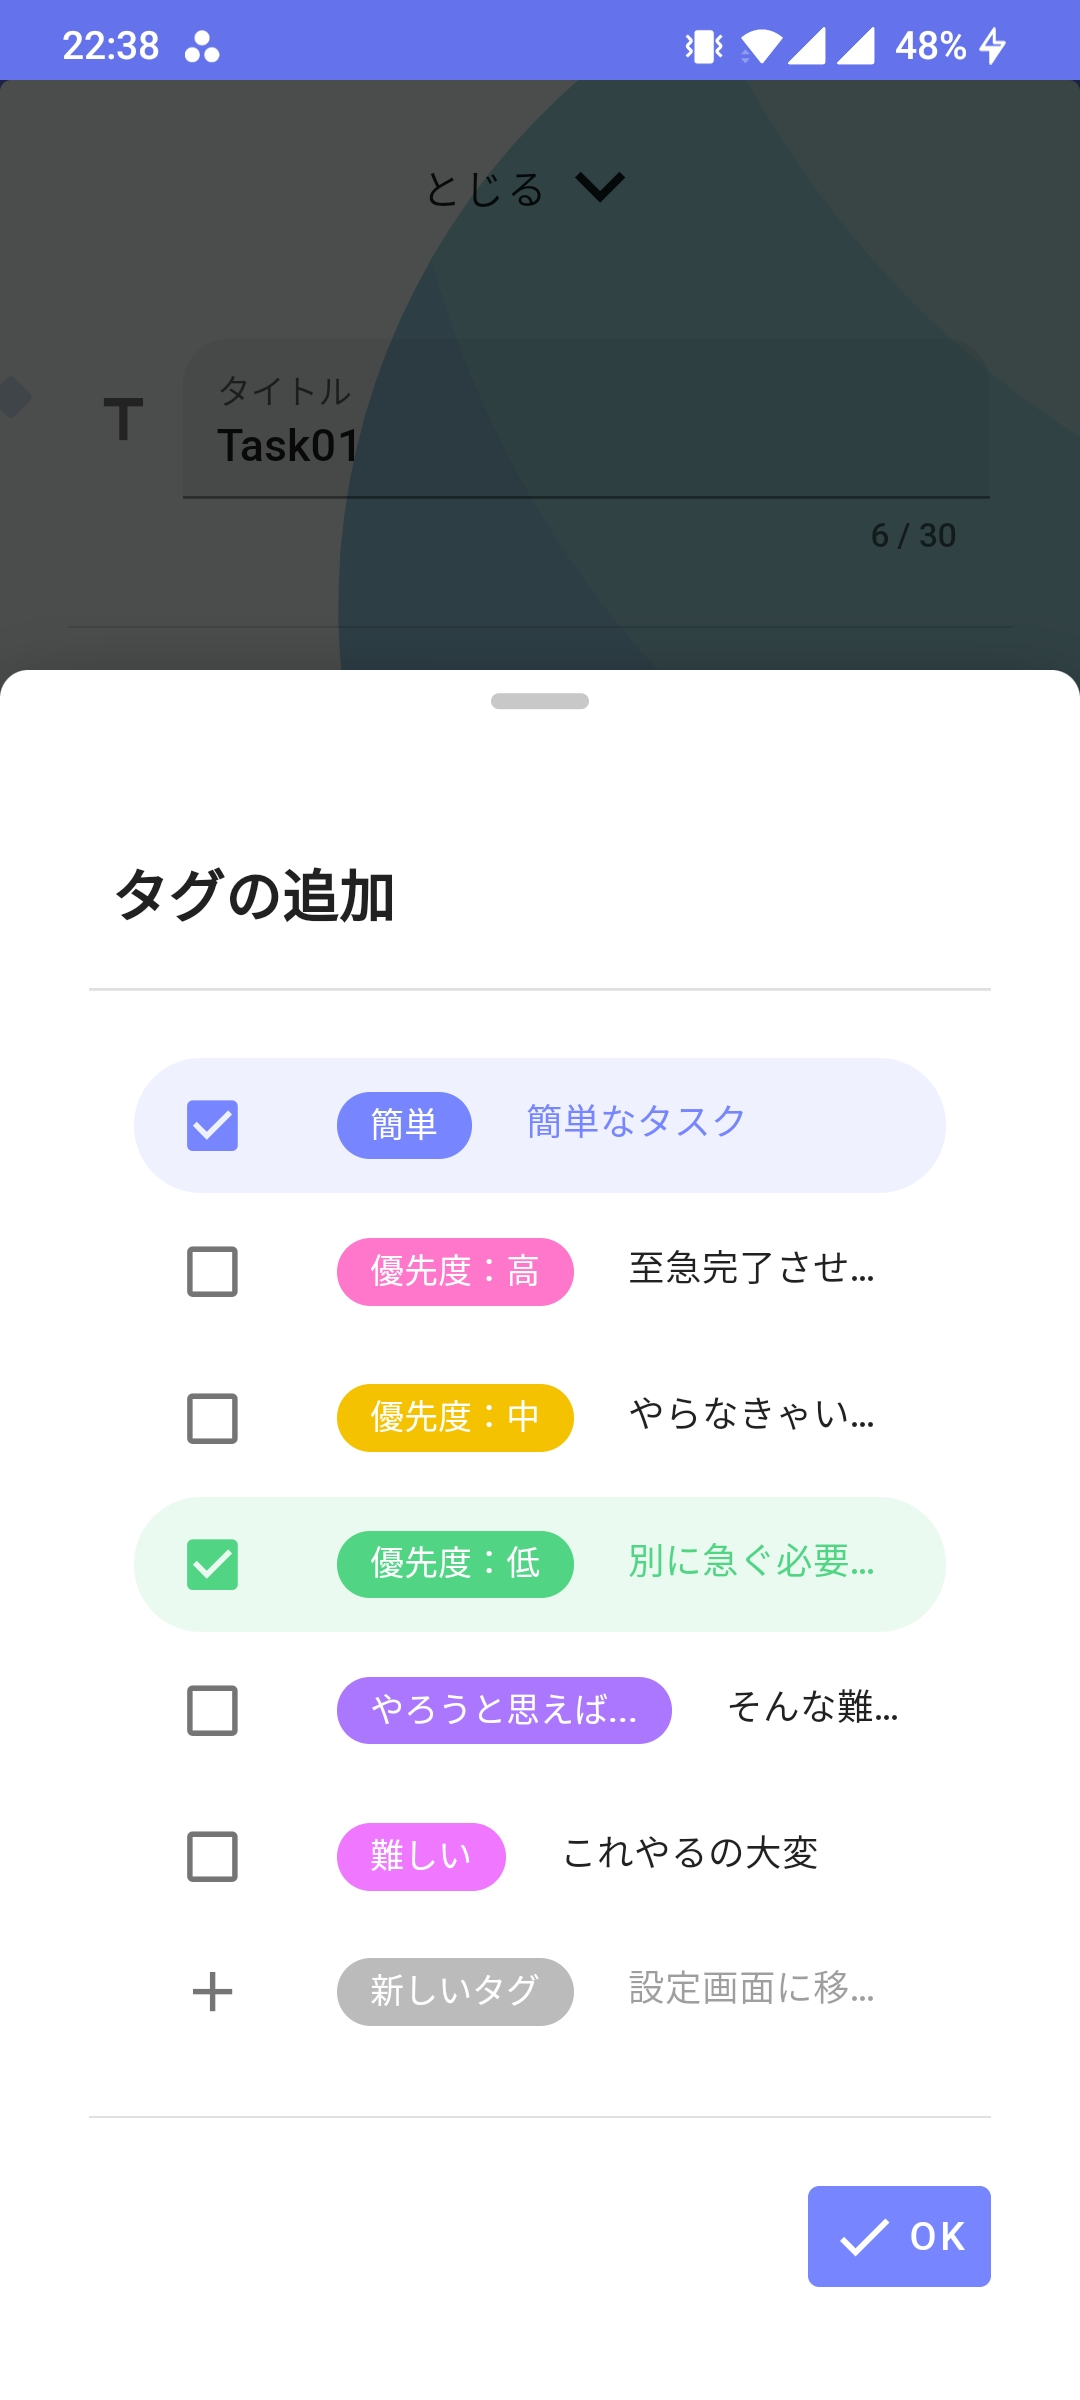 22:38 48%
とじる
タイトル
Task01
6 / 30
タグの追加
簡単 簡単なタスク
優先度：高 至急完了させ...
優先度：中 やらなきゃい...
優先度：低 別に急ぐ必要...
やろうと思えば... そんな難...
難しい これやるの大変
新しいタグ 設定画面に移...
OK